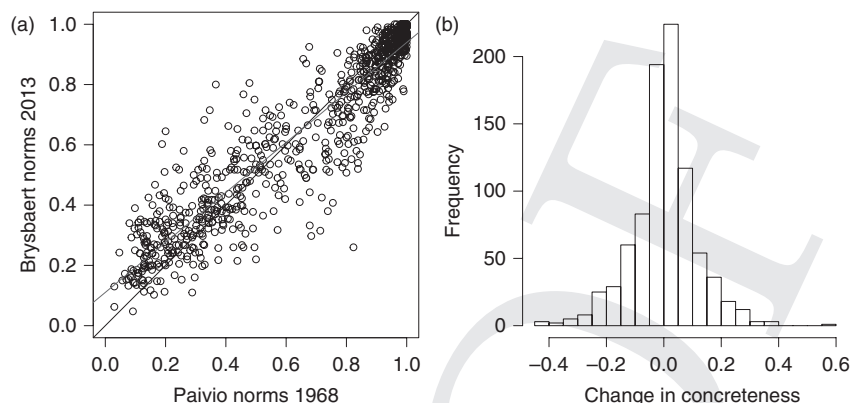 (a)
1.0
0.8
0.6
0.4
0.2
0.0
Brysbaert norms 2013
0.0 0.2 0.4 0.6 0.8 1.0
Paivio norms 1968
(b)
200
150
100
50
0
Frequency
–0.4 –0.2 0.0 0.2 0.4 0.6
Change in concreteness